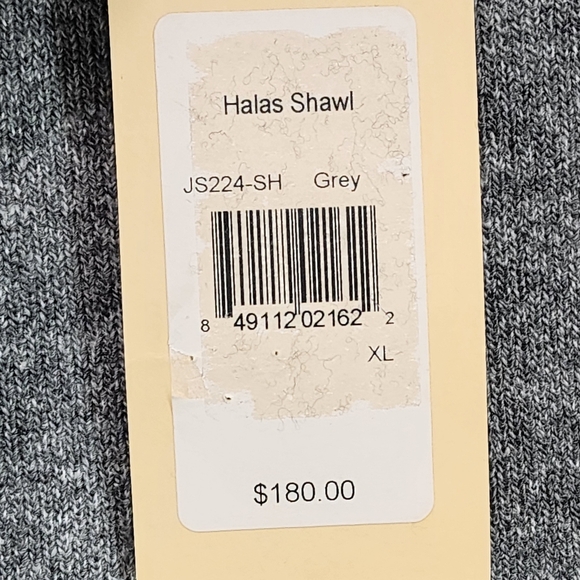 Halas Shawl
JS224-SH Grey
8 49112 02162 2
XL
$180.00